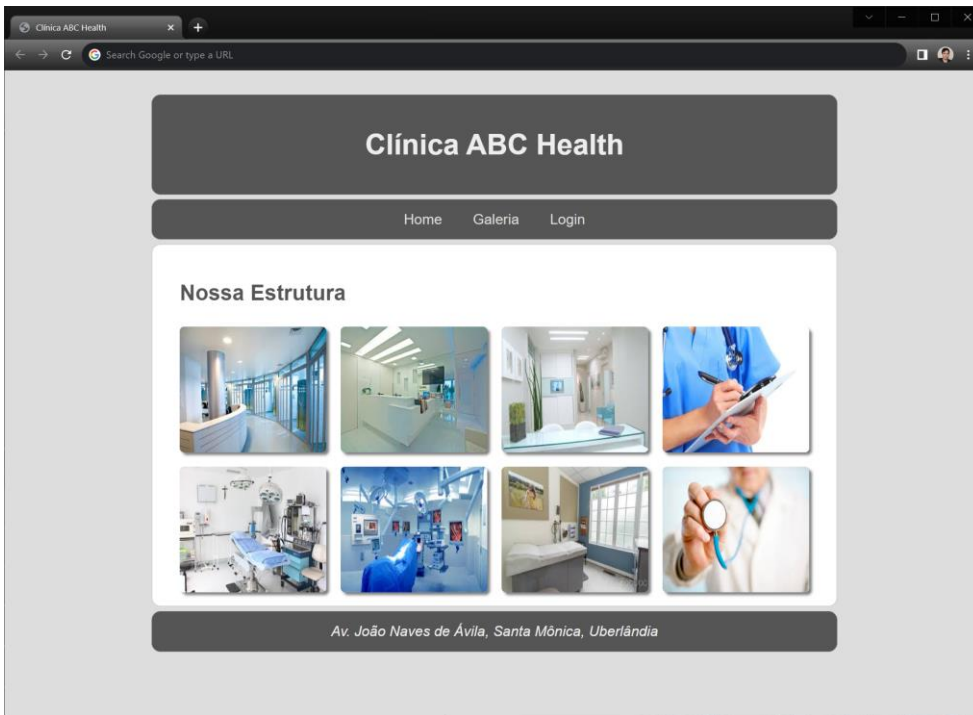 Clínica ABC Health
Search Google or type a URL
Clínica ABC Health
Home Galeria Login
Nossa Estrutura
Av. João Naves de Ávila, Santa Mônica, Uberlândia